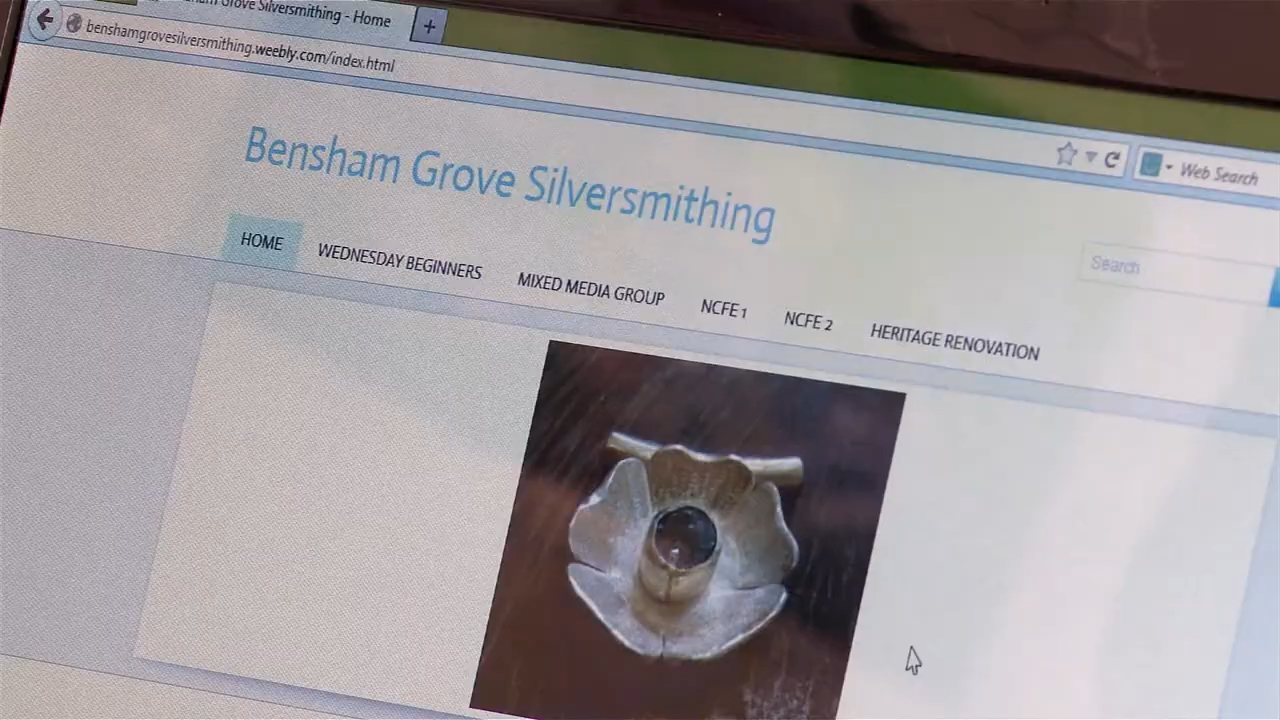 Grove Silversmithing - Home
benshamgrovesilversmithing.weebly.com/index.html
Web Search
Bensham Grove Silversmithing
Search
HOME
WEDNESDAY BEGINNERS
MIXED MEDIA GROUP
NCFE 1
NCFE 2
HERITAGE RENOVATION